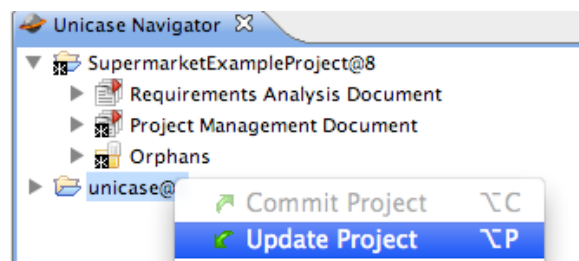 Unicase Navigator
SupermarketExampleProject@8
Requirements Analysis Document
Project Management Document
Orphans
unicase@
Commit Project ⌥C
Update Project ⌥P